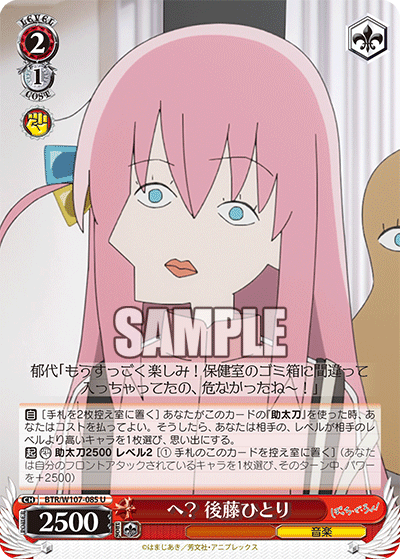 LEVEL
2
1
COST
SAMPLE
郁代「もうすっごく楽しみ！保健室のゴミ箱に間違って
入っちゃってたの、危なかったね〜！」
自 [手札を2枚控え室に置く] あなたがこのカードの「助太刀」を使った時、あ
なたはコストを払ってよい。そうしたら、あなたは相手の、レベルが相手の
レベルより高いキャラを1枚選び、思い出にする。
起 助太刀2500 レベル2 [① 手札のこのカードを控え室に置く] （あなた
は自分のフロントアタックされているキャラを1枚選び、そのターン中、パワー
を+2500）
CH BTR/W107-085 U
2500
へ? 後藤ひとり
ぼっち・ざ・ろっく!
音楽
©はまじあき／芳文社・アニプレックス